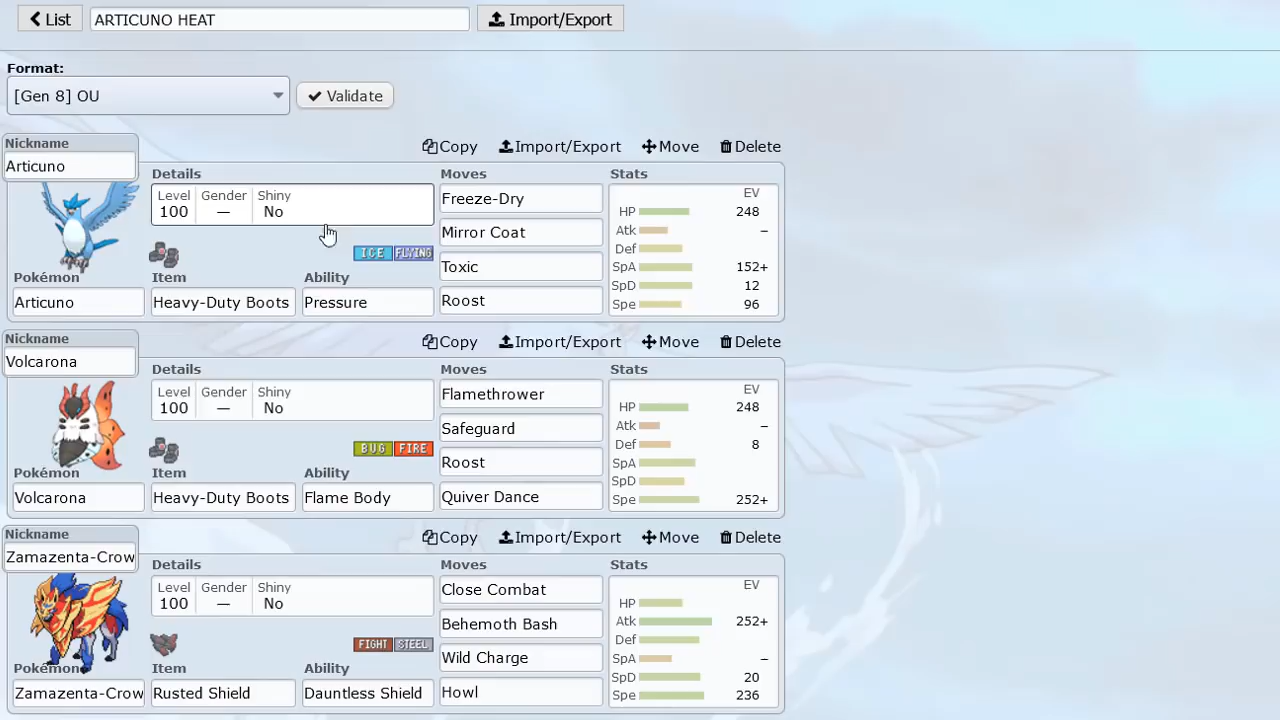 List
ARTICUNO HEAT
Import/Export
Format:
[Gen 8] OU
Validate
Nickname
Articuno
Copy Import/Export Move Delete
Details
Level 100
Gender —
Shiny No
ICE FLYING
Pokémon
Articuno
Item
Heavy-Duty Boots
Ability
Pressure
Moves
Freeze-Dry
Mirror Coat
Toxic
Roost
Stats
EV
HP 248
Atk –
Def
SpA 152+
SpD 12
Spe 96
Nickname
Volcarona
Copy Import/Export Move Delete
Details
Level 100
Gender —
Shiny No
BUG FIRE
Pokémon
Volcarona
Item
Heavy-Duty Boots
Ability
Flame Body
Moves
Flamethrower
Safeguard
Roost
Quiver Dance
Stats
EV
HP 248
Atk –
Def 8
SpA
SpD
Spe 252+
Nickname
Zamazenta-Crow
Copy Import/Export Move Delete
Details
Level 100
Gender —
Shiny No
FIGHT STEEL
Pokémon
Zamazenta-Crow
Item
Rusted Shield
Ability
Dauntless Shield
Moves
Close Combat
Behemoth Bash
Wild Charge
Howl
Stats
EV
HP
Atk 252+
Def
SpA –
SpD 20
Spe 236